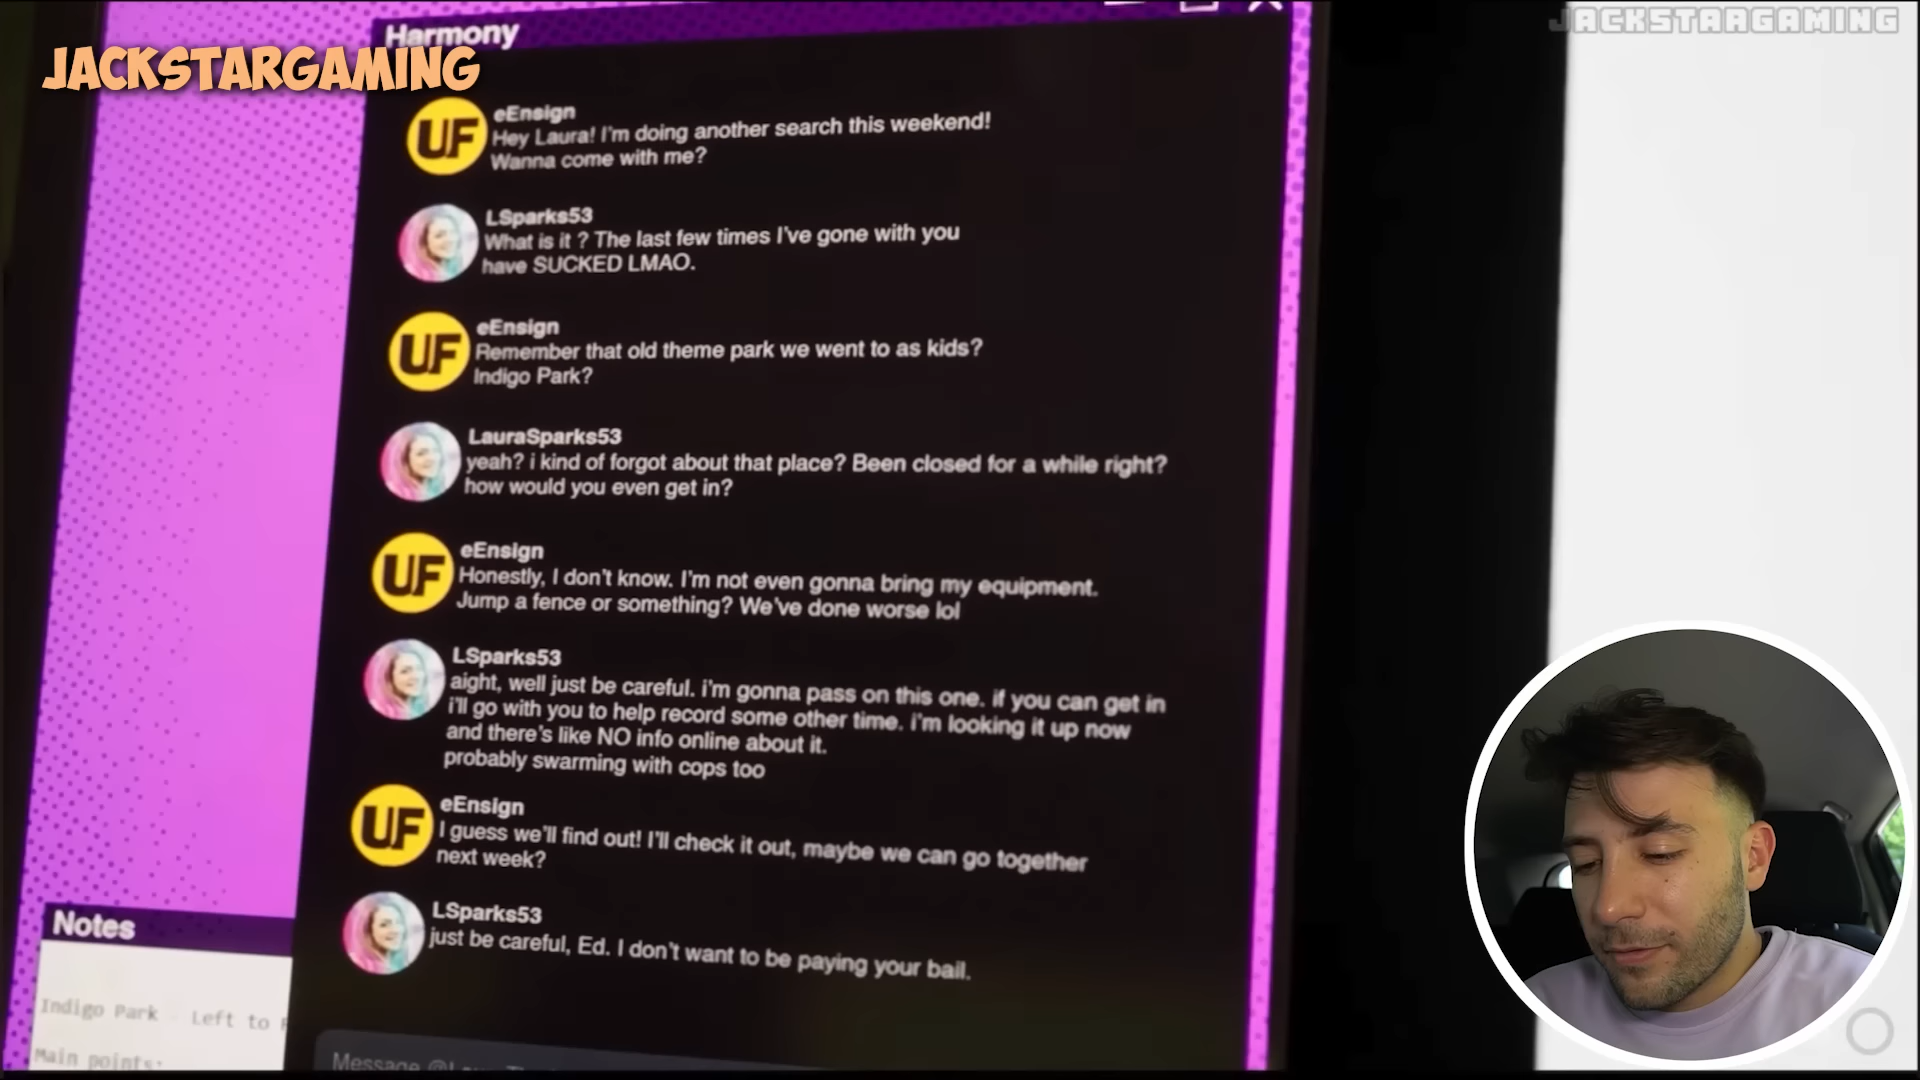 JACKSTARGAMING
Harmony
JACKSTARGAMING
UF
eEnsign
Hey Laura! I'm doing another search this weekend!
Wanna come with me?
LSparks53
What is it ? The last few times I've gone with you
have SUCKED LMAO.
UF
eEnsign
Remember that old theme park we went to as kids?
Indigo Park?
LauraSparks53
yeah? i kind of forgot about that place? Been closed for a while right?
how would you even get in?
UF
eEnsign
Honestly, I don't know. I'm not even gonna bring my equipment.
Jump a fence or something? We've done worse lol
LSparks53
aight, well just be careful. i'm gonna pass on this one. if you can get in
i'll go with you to help record some other time. i'm looking it up now
and there's like NO info online about it.
probably swarming with cops too
UF
eEnsign
I guess we'll find out! I'll check it out, maybe we can go together
next week?
LSparks53
just be careful, Ed. I don't want to be paying your bail.
Notes
Indigo Park - Left to
Main points:
Message